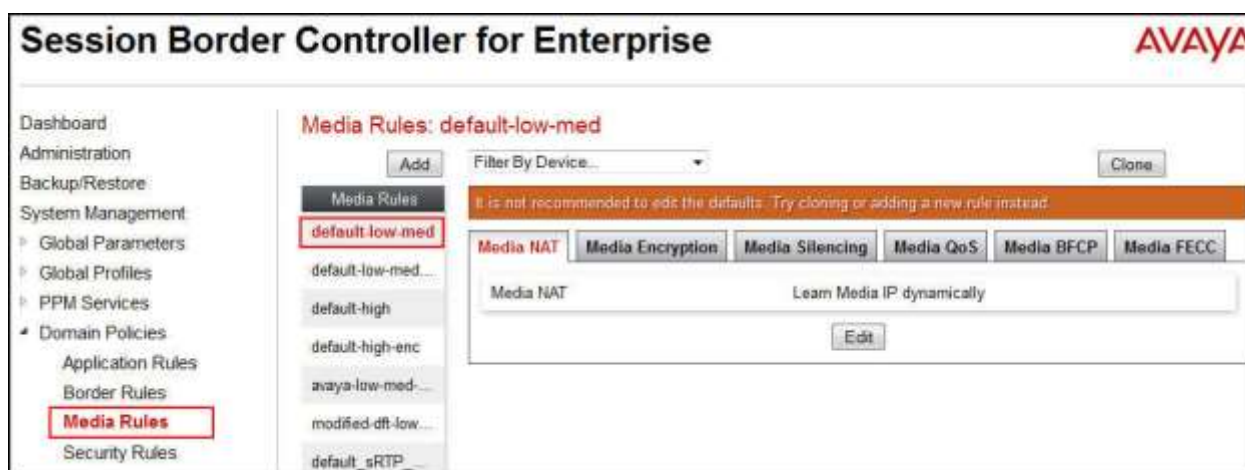 Session Border Controller for Enterprise
AVAYA
Dashboard
Administration
Backup/Restore
System Management
Global Parameters
Global Profiles
PPM Services
Domain Policies
Application Rules
Border Rules
Media Rules
Security Rules
Media Rules: default-low-med
Add
Filter By Device...
Clone
Media Rules
default-low-med
default-low-med...
default-high
default-high-enc
avaya-low-med-...
modified-dft-low...
default_sRTP_...
It is not recommended to edit the defaults. Try cloning or adding a new rule instead.
Media NAT
Media Encryption
Media Silencing
Media QoS
Media BFCP
Media FECC
Media NAT
Learn Media IP dynamically
Edit